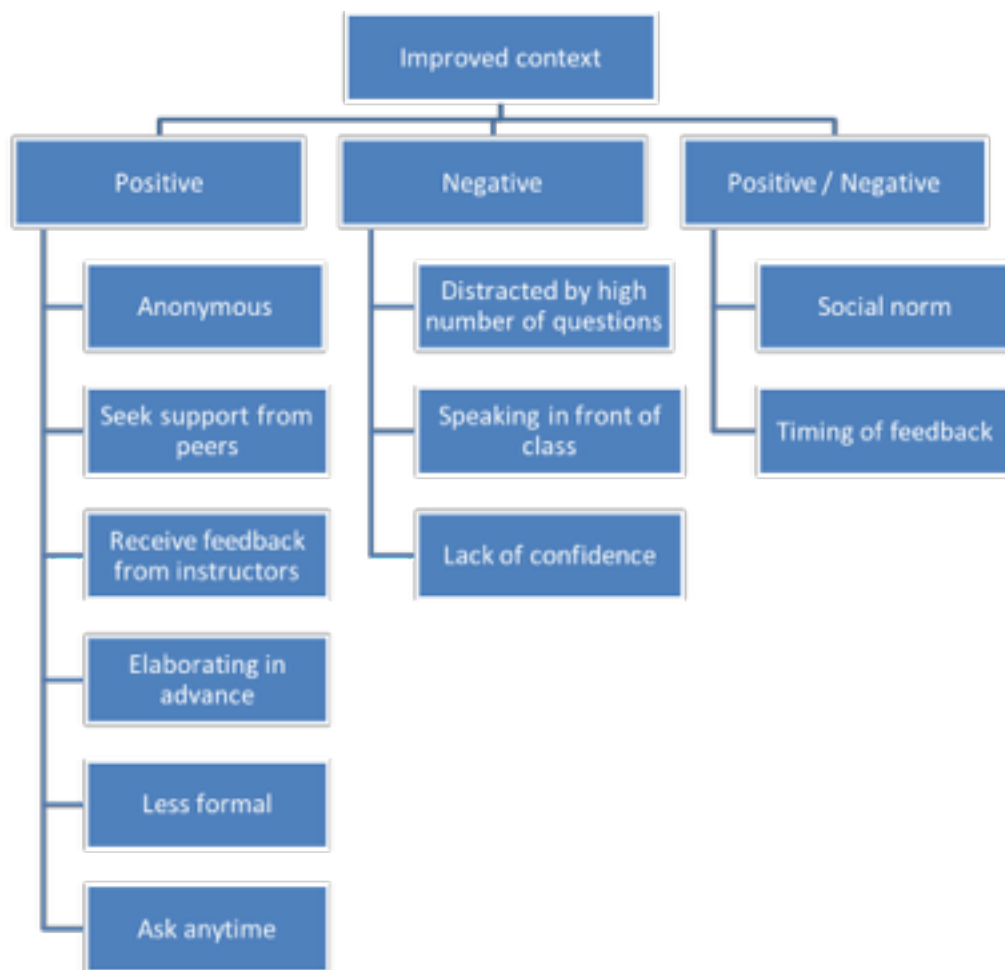 Improved context
Positive
Negative
Positive / Negative
Anonymous
Distracted by high
number of questions
Social norm
Seek support from
peers
Speaking in front of
class
Timing of feedback
Receive feedback
from instructors
Lack of confidence
Elaborating in
advance
Less formal
Ask anytime